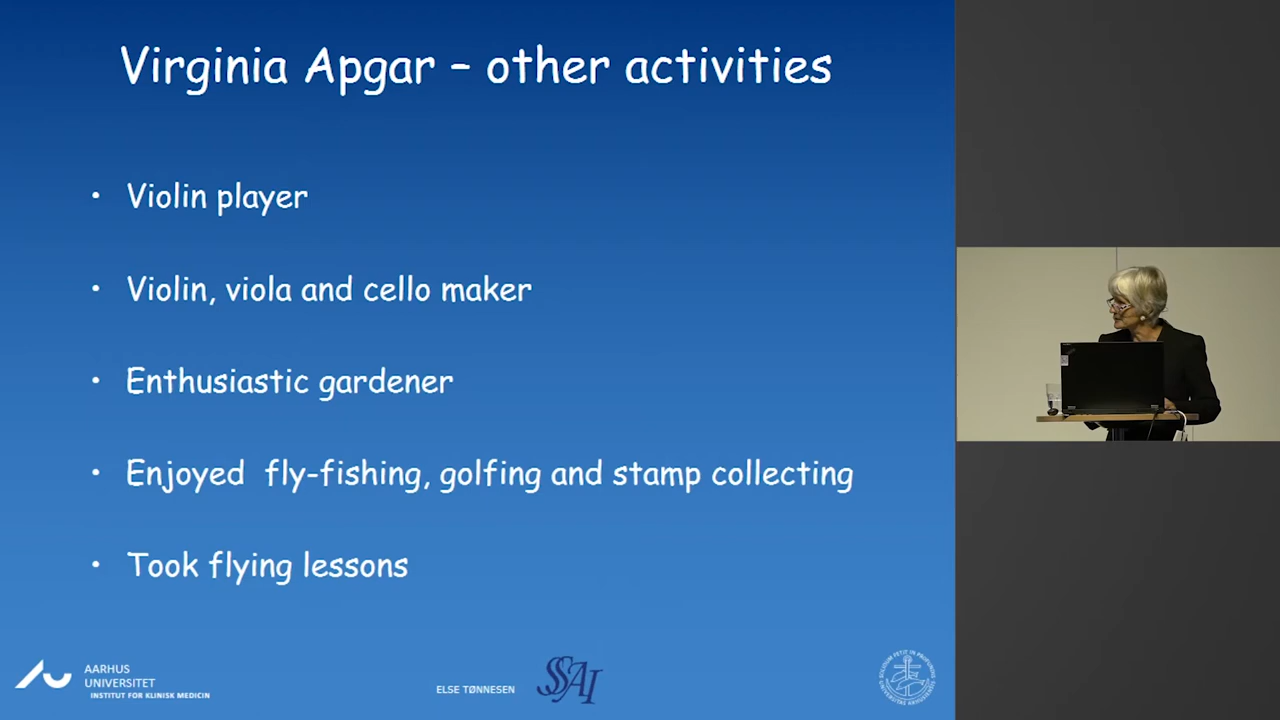 Virginia Apgar – other activities
• Violin player
• Violin, viola and cello maker
• Enthusiastic gardener
• Enjoyed fly-fishing, golfing and stamp collecting
• Took flying lessons
AARHUS
UNIVERSITET
INSTITUT FOR KLINISK MEDICIN
ELSE TØNNESEN
SSAI